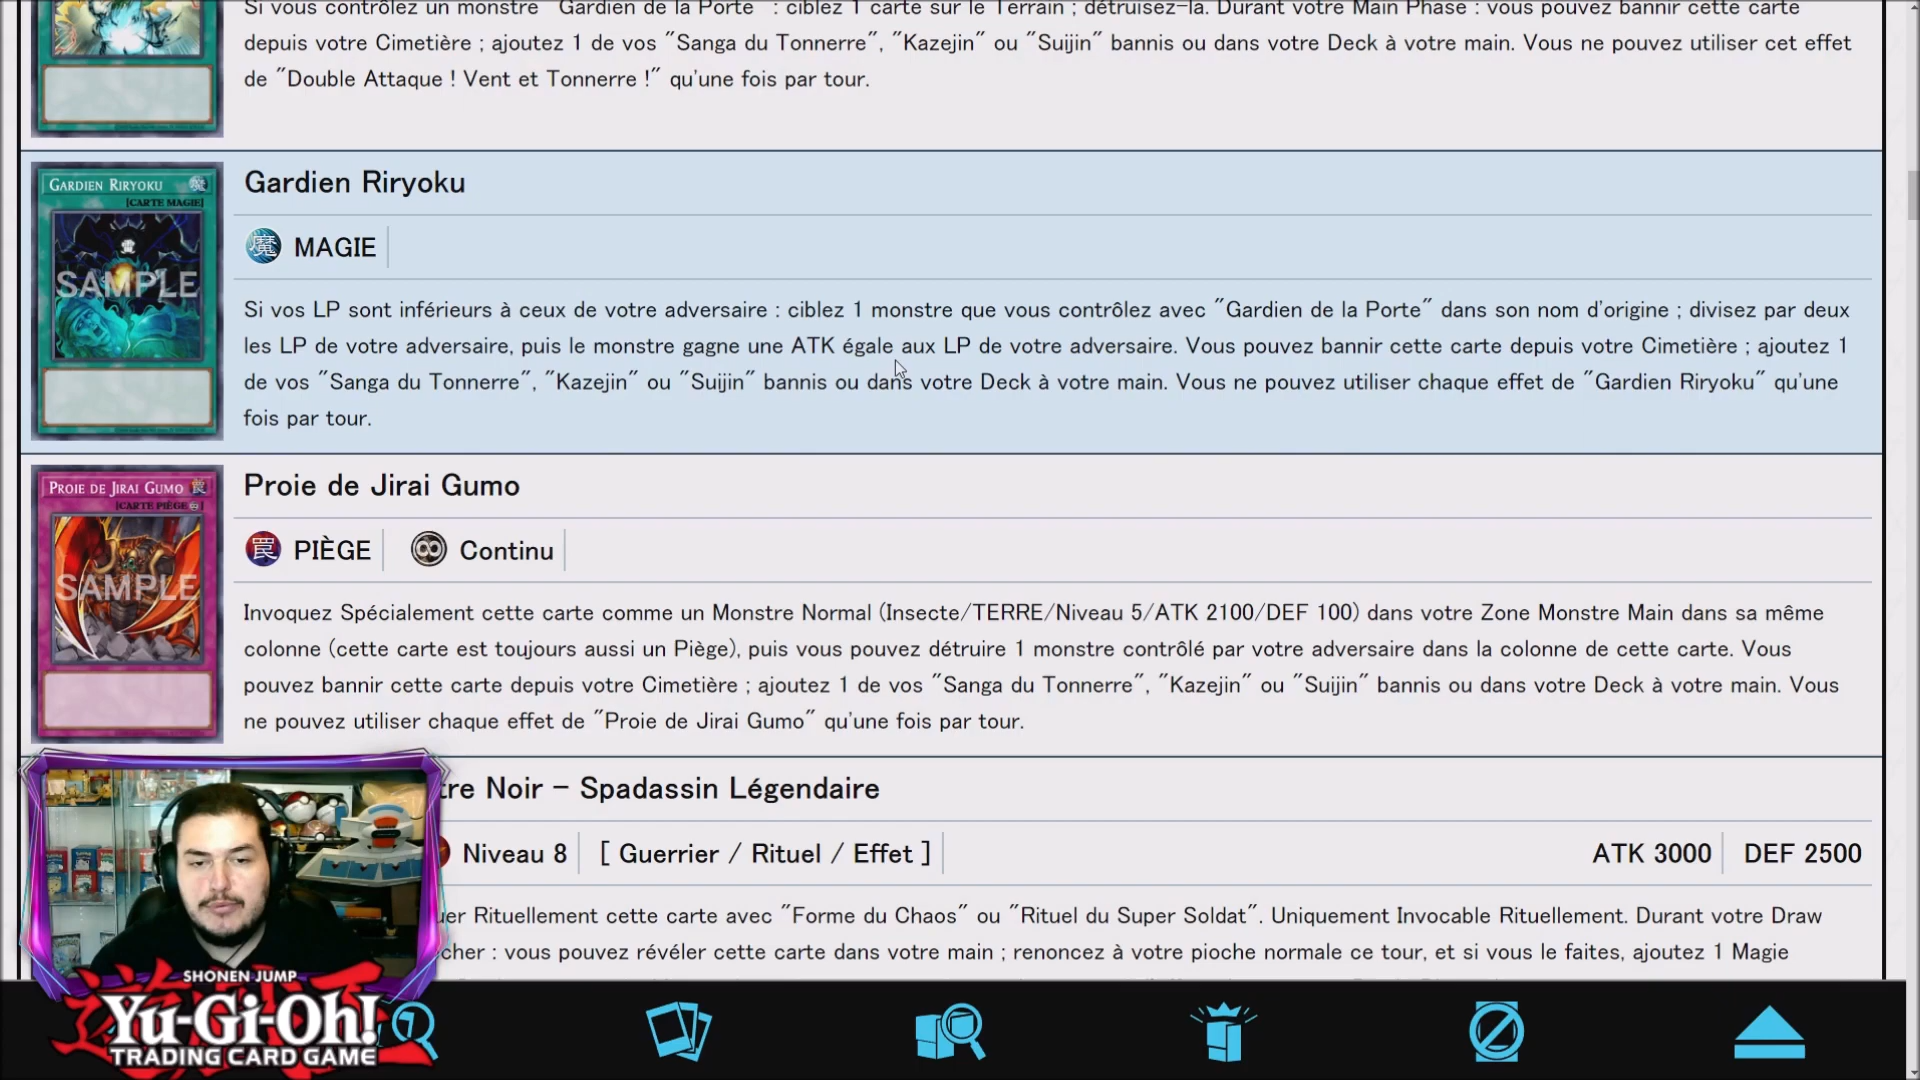 Si vous contrôlez un monstre "Gardien de la Porte" : ciblez 1 carte sur le Terrain ; détruisez-la. Durant votre Main Phase : vous pouvez bannir cette carte
depuis votre Cimetière ; ajoutez 1 de vos "Sanga du Tonnerre", "Kazejin" ou "Suijin" bannis ou dans votre Deck à votre main. Vous ne pouvez utiliser cet effet
de "Double Attaque ! Vent et Tonnerre !" qu'une fois par tour.
GARDIEN RIRYOKU 魔
[CARTE MAGIE]
SAMPLE
Gardien Riryoku
魔 MAGIE
Si vos LP sont inférieurs à ceux de votre adversaire : ciblez 1 monstre que vous contrôlez avec "Gardien de la Porte" dans son nom d'origine ; divisez par deux
les LP de votre adversaire, puis le monstre gagne une ATK égale aux LP de votre adversaire. Vous pouvez bannir cette carte depuis votre Cimetière ; ajoutez 1
de vos "Sanga du Tonnerre", "Kazejin" ou "Suijin" bannis ou dans votre Deck à votre main. Vous ne pouvez utiliser chaque effet de "Gardien Riryoku" qu'une
fois par tour.
PROIE DE JIRAI GUMO 罠
[CARTE PIÈGE ∞]
SAMPLE
Proie de Jirai Gumo
罠 PIÈGE Continu
Invoquez Spécialement cette carte comme un Monstre Normal (Insecte/TERRE/Niveau 5/ATK 2100/DEF 100) dans votre Zone Monstre Main dans sa même
colonne (cette carte est toujours aussi un Piège), puis vous pouvez détruire 1 monstre contrôlé par votre adversaire dans la colonne de cette carte. Vous
pouvez bannir cette carte depuis votre Cimetière ; ajoutez 1 de vos "Sanga du Tonnerre", "Kazejin" ou "Suijin" bannis ou dans votre Deck à votre main. Vous
ne pouvez utiliser chaque effet de "Proie de Jirai Gumo" qu'une fois par tour.
tre Noir - Spadassin Légendaire
Niveau 8 [ Guerrier / Rituel / Effet ] ATK 3000 DEF 2500
uer Rituellement cette carte avec "Forme du Chaos" ou "Rituel du Super Soldat". Uniquement Invocable Rituellement. Durant votre Draw
cher : vous pouvez révéler cette carte dans votre main ; renoncez à votre pioche normale ce tour, et si vous le faites, ajoutez 1 Magie
SHONEN JUMP
Yu-Gi-Oh!
TRADING CARD GAME